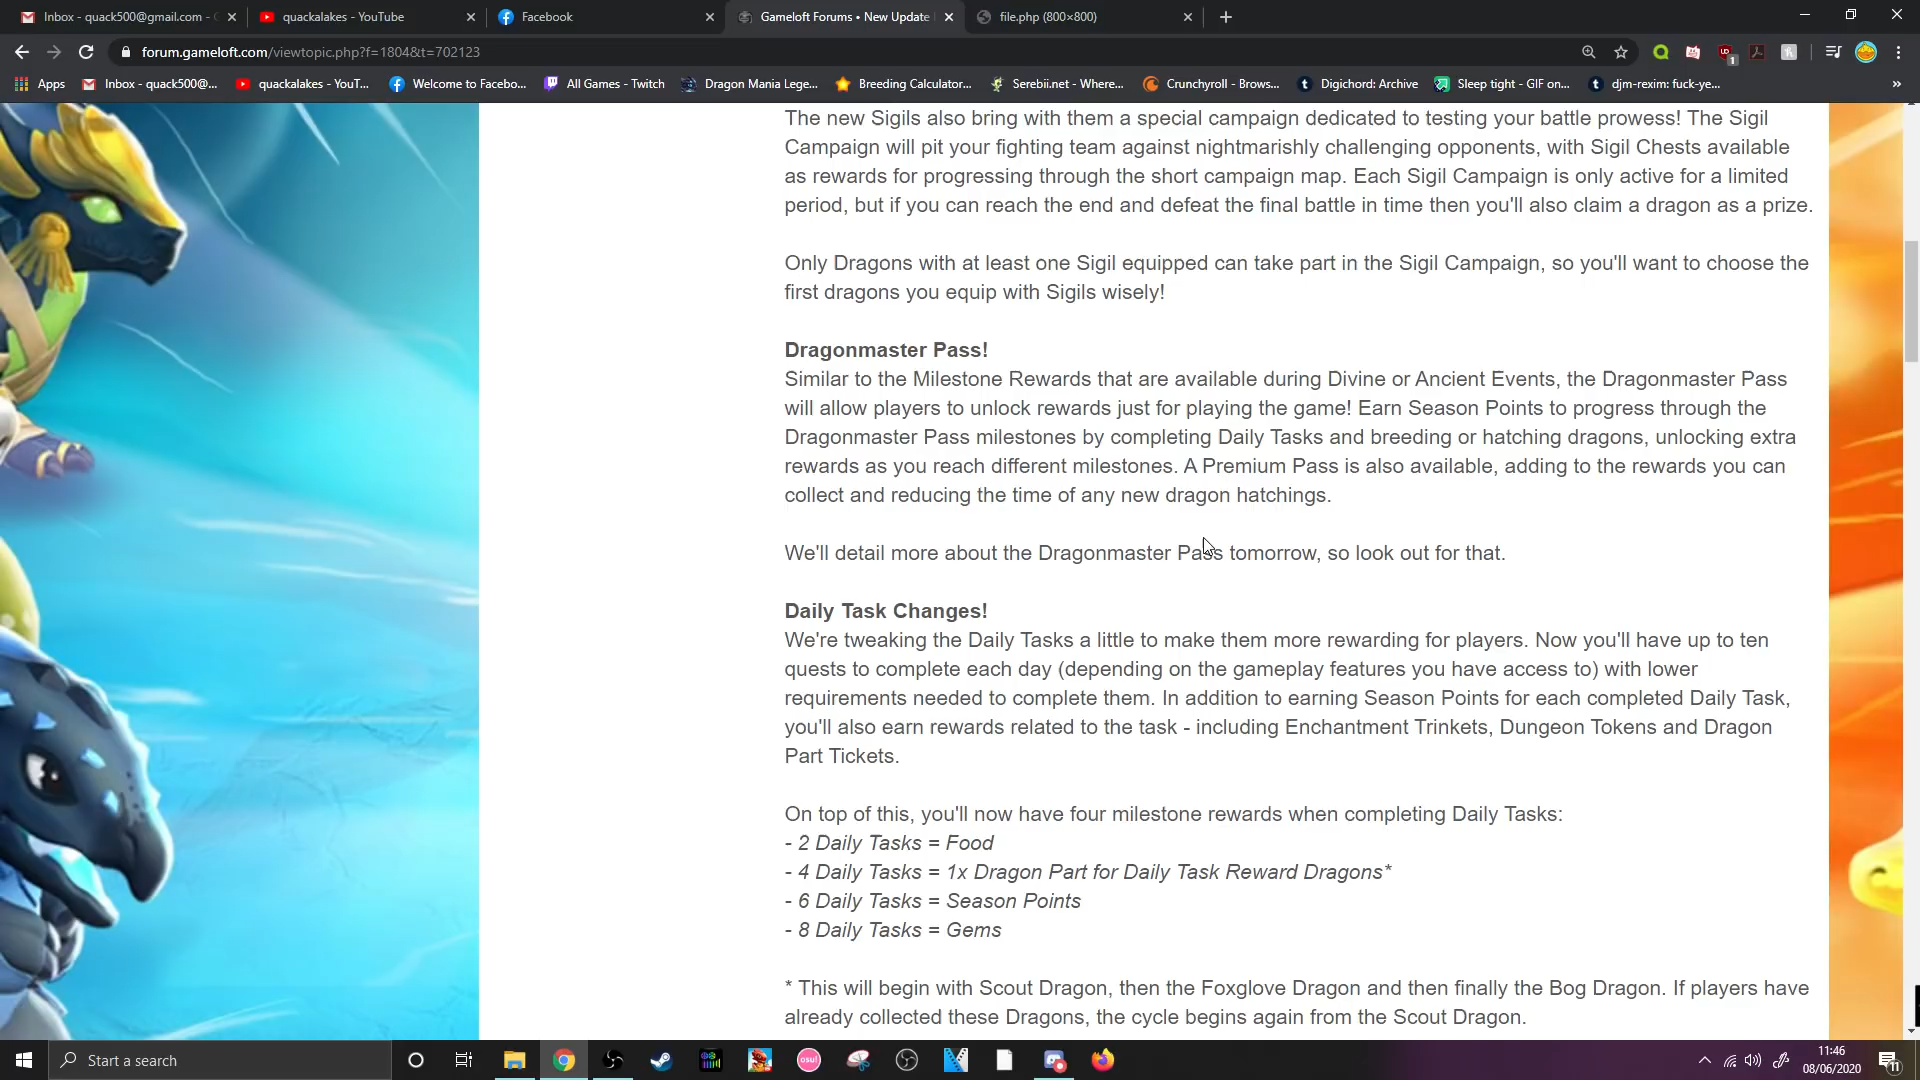 Inbox - quack500@gmail.com -
quackalakes - YouTube
Facebook
Gameloft Forums • New Update
file.php (800×800)
forum.gameloft.com/viewtopic.php?f=1804&t=702123
Apps
Inbox - quack500@...
quackalakes - YouT...
Welcome to Facebo...
All Games - Twitch
Dragon Mania Lege...
Breeding Calculator...
Serebii.net - Where...
Crunchyroll - Brows...
Digichord: Archive
Sleep tight - GIF on...
djm-rexim: fuck-ye...
»
The new Sigils also bring with them a special campaign dedicated to testing your battle prowess! The Sigil
Campaign will pit your fighting team against nightmarishly challenging opponents, with Sigil Chests available
as rewards for progressing through the short campaign map. Each Sigil Campaign is only active for a limited
period, but if you can reach the end and defeat the final battle in time then you'll also claim a dragon as a prize.
Only Dragons with at least one Sigil equipped can take part in the Sigil Campaign, so you'll want to choose the
first dragons you equip with Sigils wisely!
Dragonmaster Pass!
Similar to the Milestone Rewards that are available during Divine or Ancient Events, the Dragonmaster Pass
will allow players to unlock rewards just for playing the game! Earn Season Points to progress through the
Dragonmaster Pass milestones by completing Daily Tasks and breeding or hatching dragons, unlocking extra
rewards as you reach different milestones. A Premium Pass is also available, adding to the rewards you can
collect and reducing the time of any new dragon hatchings.
We'll detail more about the Dragonmaster Pass tomorrow, so look out for that.
Daily Task Changes!
We're tweaking the Daily Tasks a little to make them more rewarding for players. Now you'll have up to ten
quests to complete each day (depending on the gameplay features you have access to) with lower
requirements needed to complete them. In addition to earning Season Points for each completed Daily Task,
you'll also earn rewards related to the task - including Enchantment Trinkets, Dungeon Tokens and Dragon
Part Tickets.
On top of this, you'll now have four milestone rewards when completing Daily Tasks:
- 2 Daily Tasks = Food
- 4 Daily Tasks = 1x Dragon Part for Daily Task Reward Dragons*
- 6 Daily Tasks = Season Points
- 8 Daily Tasks = Gems
* This will begin with Scout Dragon, then the Foxglove Dragon and then finally the Bog Dragon. If players have
already collected these Dragons, the cycle begins again from the Scout Dragon.
Start a search
osu!
11:46
08/06/2020
11